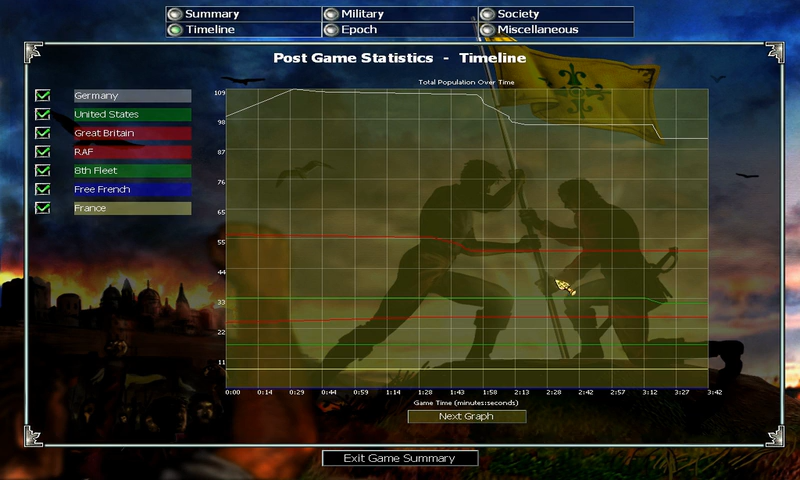 Summary Military Society
Timeline Epoch Miscellaneous
Post Game Statistics - Timeline
Total Population Over Time
Germany
United States
Great Britain
RAF
8th Fleet
Free French
France
109
98
87
76
65
55
44
33
22
11
0:00 0:14 0:29 0:44 0:59 1:14 1:28 1:43 1:58 2:13 2:28 2:42 2:57 3:12 3:27 3:42
Game Time (minutes:seconds)
Next Graph
Exit Game Summary